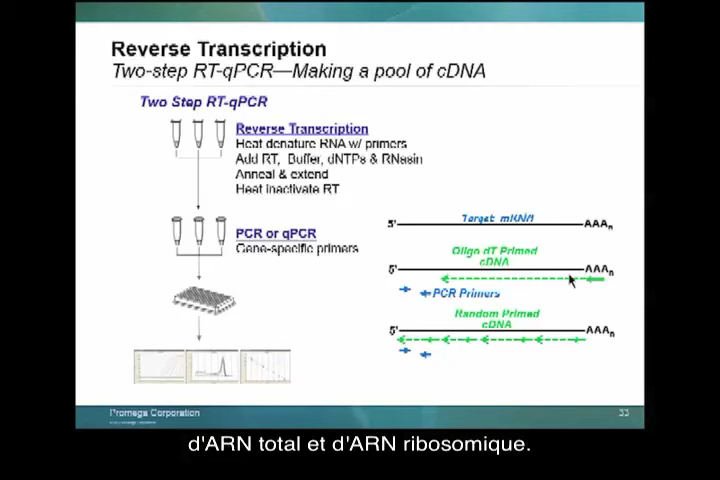 Reverse Transcription
Two-step RT-qPCR—Making a pool of cDNA
Two Step RT-qPCR
Reverse Transcription
Heat denature RNA w/ primers
Add RT, Buffer, dNTPs & RNasin
Anneal & extend
Heat inactivate RT
PCR or qPCR
Gene-specific primers
5' Target mRNA AAAn
Oligo dT Primed
cDNA
5' AAAn
PCR Primers
Random Primed
cDNA
5' AAAn
Promega Corporation
33
d'ARN total et d'ARN ribosomique.